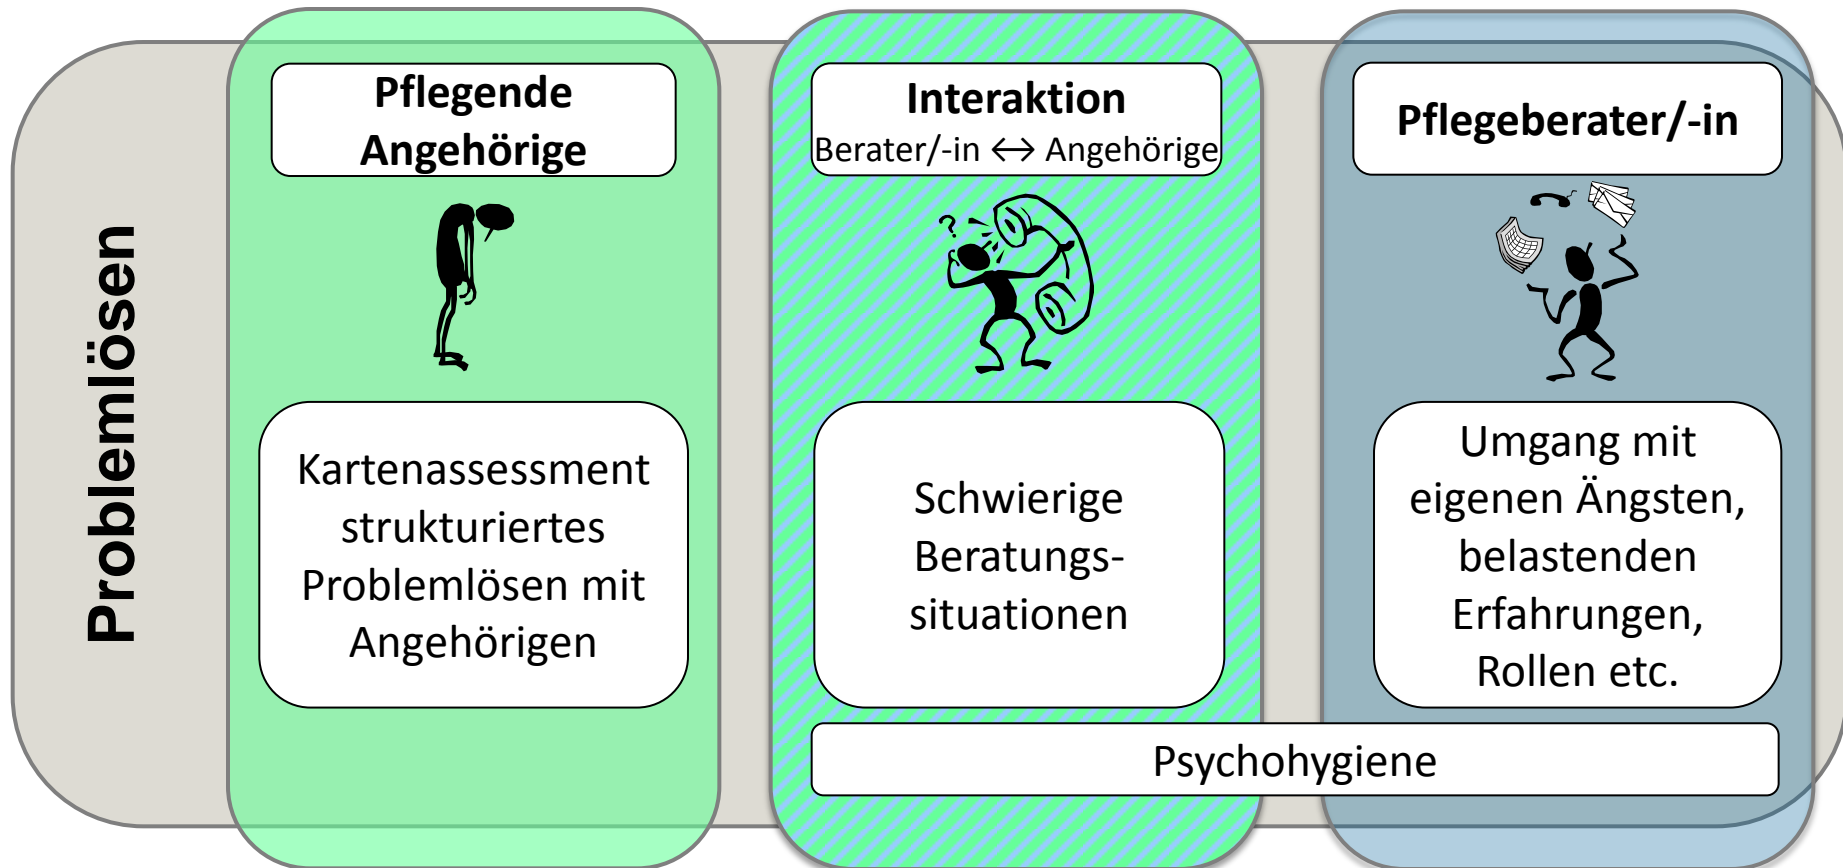 Problemlösen
Pflegende
Angehörige
Kartenassessment
strukturiertes
Problemlösen mit
Angehörigen
Interaktion
Berater/-in ↔ Angehörige
?
Schwierige
Beratungs-
situationen
Pflegeberater/-in
Umgang mit
eigenen Ängsten,
belastenden
Erfahrungen,
Rollen etc.
Psychohygiene